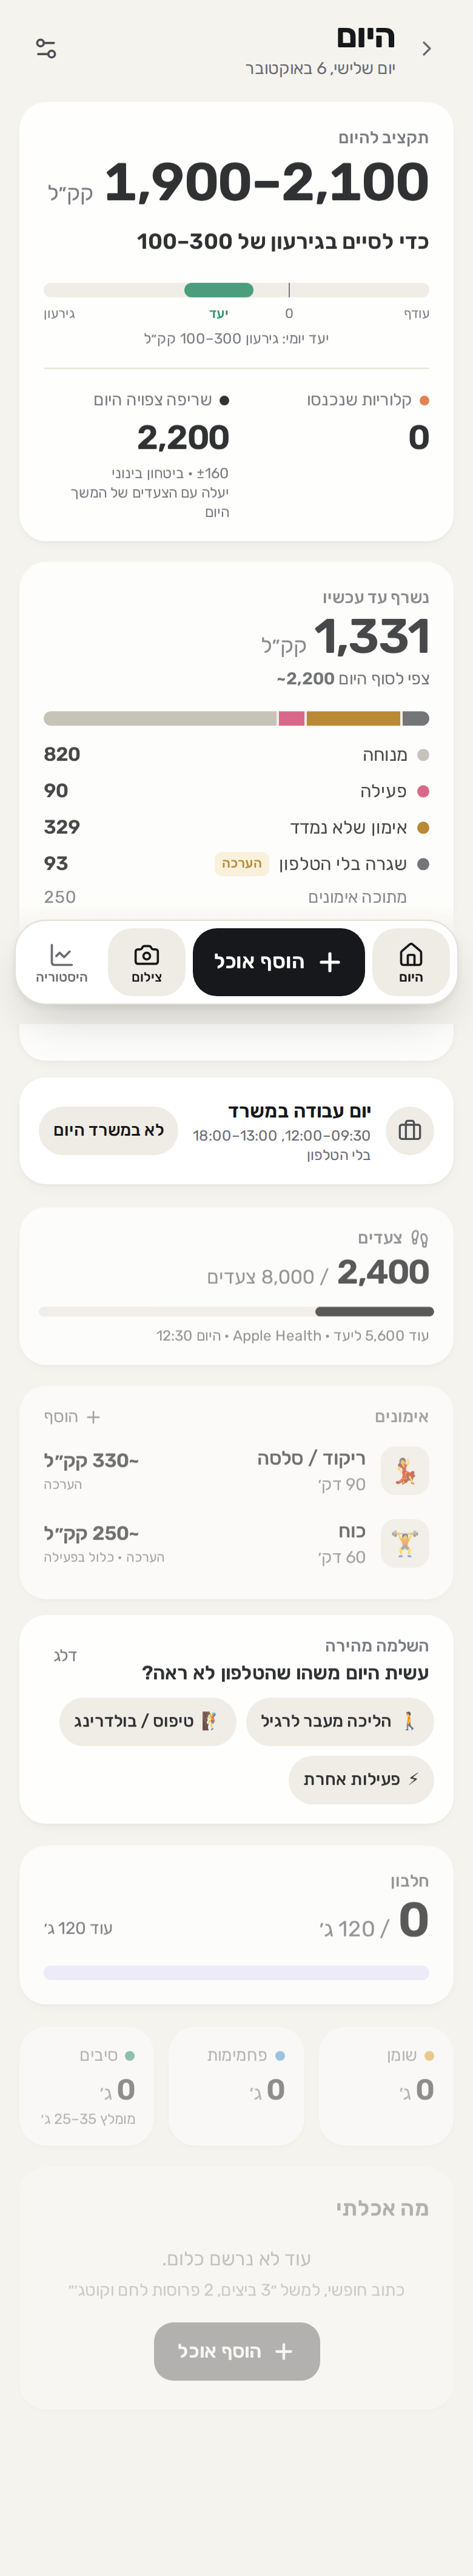 היום
יום שלישי, 6 באוקטובר
תקציב להיום
1,900–2,100 קק״ל
כדי לסיים בגירעון של 100–300
עודף
0
יעד
גירעון
יעד יומי: גירעון 100–300 קק״ל
קלוריות שנכנסו
0
שריפה צפויה היום
2,200
±160 • ביטחון בינוני
יעלה עם הצעדים של המשך
היום
נשרף עד עכשיו
1,331 קק״ל
צפי לסוף היום ~2,200
מנוחה 820
פעילה 90
אימון שלא נמדד 329
שגרה בלי הטלפון הערכה 93
מתוכה אימונים 250
היום
הוסף אוכל
צילום
היסטוריה
יום עבודה במשרד
09:30–12:00, 13:00–18:00
בלי הטלפון
לא במשרד היום
צעדים
2,400 / 8,000 צעדים
עוד 5,600 ליעד • Apple Health • היום 12:30
אימונים
הוסף
ריקוד / סלסה ~330 קק״ל
90 דק׳ הערכה
כוח ~250 קק״ל
60 דק׳ הערכה • כלול בפעילה
השלמה מהירה
דלג
עשית היום משהו שהטלפון לא ראה?
הליכה מעבר לרגיל
טיפוס / בולדרינג
פעילות אחרת
חלבון
0 / 120 ג׳
עוד 120 ג׳
שומן
0 ג׳
פחמימות
0 ג׳
סיבים
0 ג׳
מומלץ 25–35 ג׳
מה אכלתי
עוד לא נרשם כלום.
כתוב חופשי, למשל ״3 ביצים, 2 פרוסות לחם וקוטג׳״
הוסף אוכל